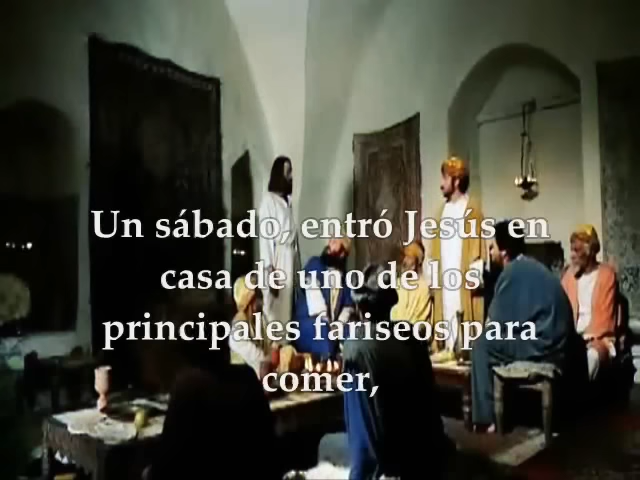 Un sábado, entró Jesús en
casa de uno de los
principales fariseos para
comer,